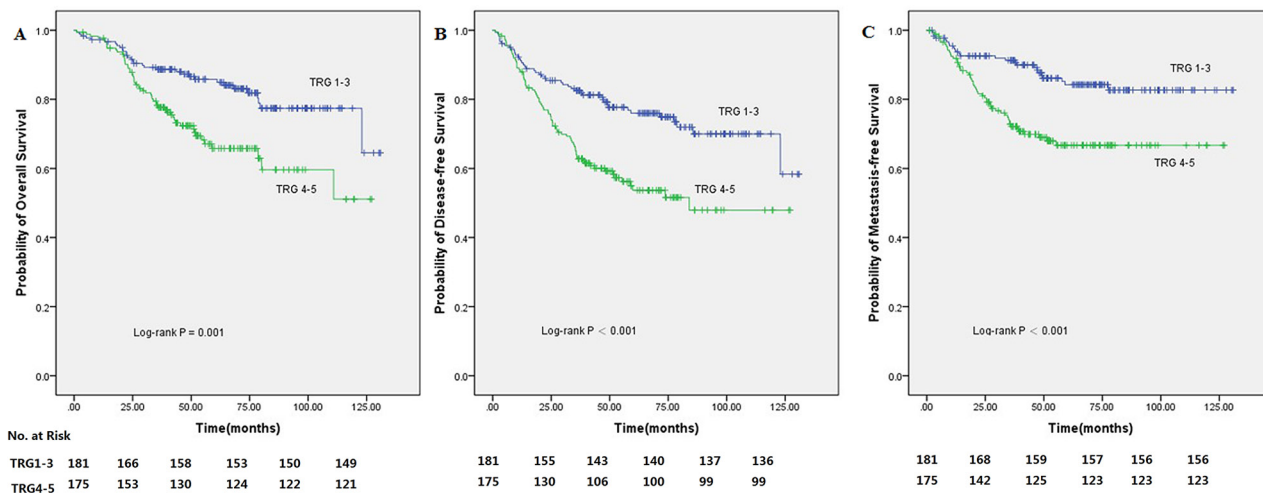 A
Probability of Overall Survival
1.0
0.8
0.6
0.4
0.2
0.0
TRG 1-3
TRG 4-5
Log-rank P = 0.001
.00 25.00 50.00 75.00 100.00 125.00
Time(months)
B
Probability of Disease-free Survival
1.0
0.8
0.6
0.4
0.2
0.0
TRG 1-3
TRG 4-5
Log-rank P < 0.001
.00 25.00 50.00 75.00 100.00 125.00
Time(months)
C
Probability of Metastasis-free Survival
1.0
0.8
0.6
0.4
0.2
0.0
TRG 1-3
TRG 4-5
Log-rank P < 0.001
.00 25.00 50.00 75.00 100.00 125.00
Time(months)
No. at Risk
TRG1-3 181 166 158 153 150 149 181 155 143 140 137 136 181 168 159 157 156 156
TRG4-5 175 153 130 124 122 121 175 130 106 100 99 99 175 142 125 123 123 123